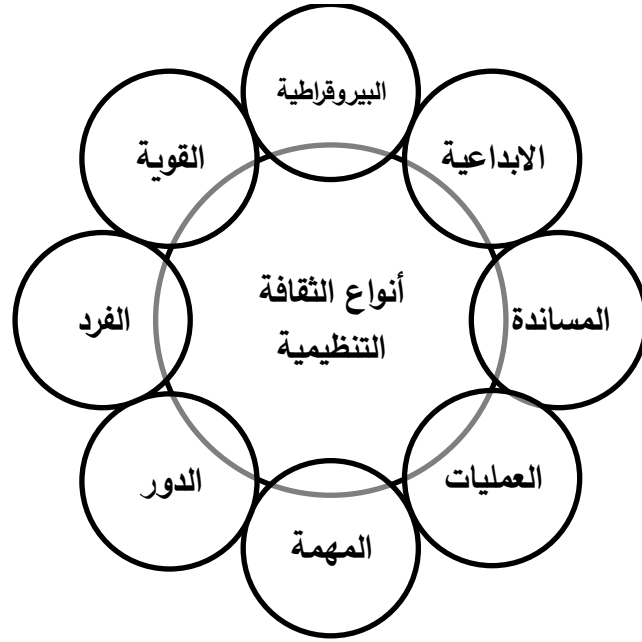 البيروقراطية
الابداعية
المساندة
العمليات
المهمة
الدور
الفرد
القوية
أنواع الثقافة
التنظيمية